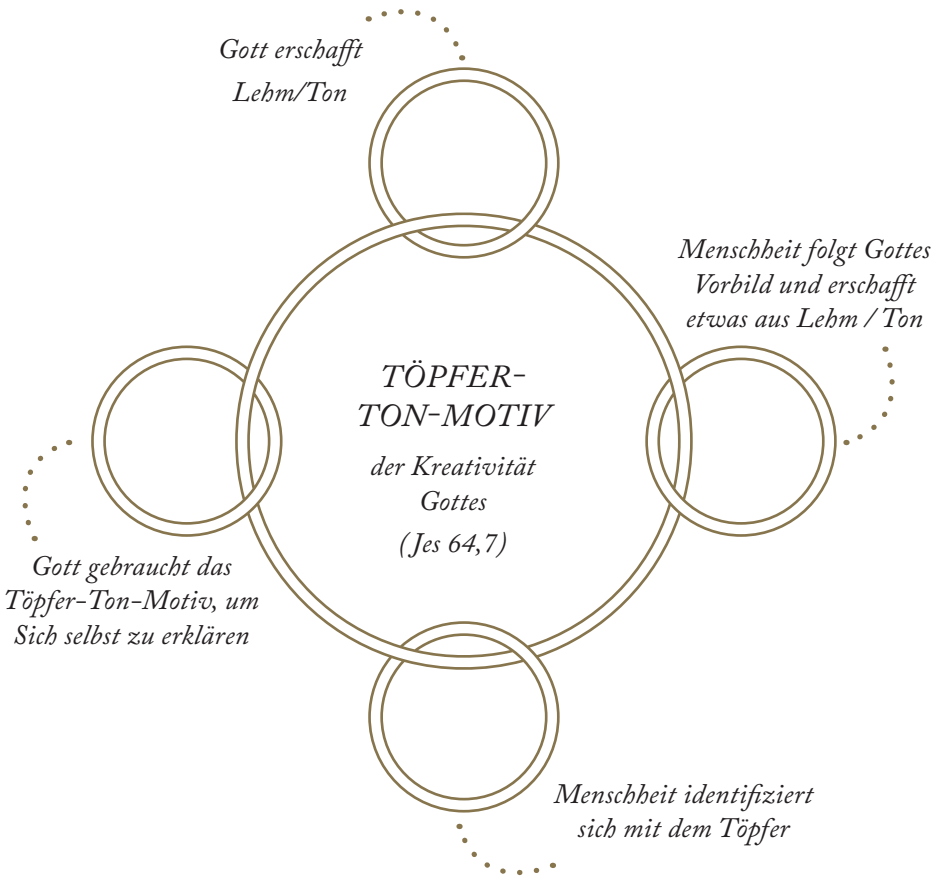 Gott erschafft
Lehm/Ton
Menschheit folgt Gottes
Vorbild und erschafft
etwas aus Lehm / Ton
TÖPFER-
TON-MOTIV
der Kreativität
Gottes
(Jes 64,7)
Gott gebraucht das
Töpfer-Ton-Motiv, um
Sich selbst zu erklären
Menschheit identifiziert
sich mit dem Töpfer